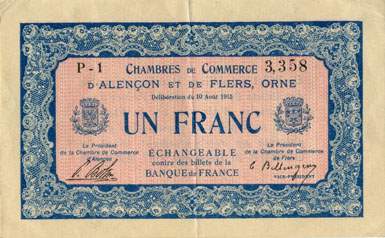 P-1 CHAMBRES DE COMMERCE 3,358
D'ALENÇON ET DE FLERS, ORNE
Délibération du 10 Août 1915
UN FRANC
Le Président
de la Chambre de Commerce
d'Alençon
ÉCHANGEABLE
contre des billets de la
BANQUE DE FRANCE
Le Président
de la Chambre de Commerce
de Flers
VICE-PRÉSIDENT